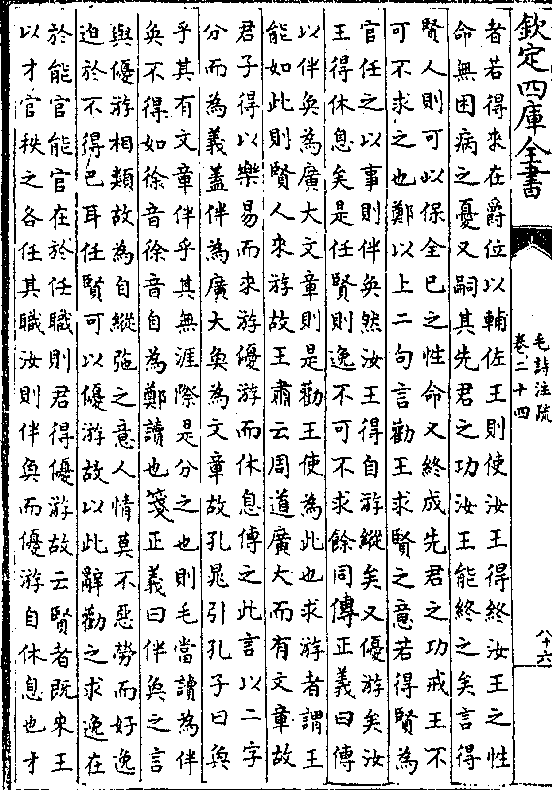 欽定四庫全書
毛詩注疏
卷二十四
六十八
者若得來在爵位以輔佐王則使汝王得終汝王之性
命無困病之憂又嗣其先君之功汝王能終之矣言得
賢人則可以保全已之性命又終成先君之功戒王不
可不求之也鄭以上二句言勸王求賢之意若得賢為
官任之以事則伴奐然汝王得自游縱矣又優游矣汝
王得休息矣是任賢則逸不可不求餘同傳正義曰傳
以伴奐為廣大文章則是勸王使為此也求游者謂王
能如此則賢人來游故王肅云周道廣大而有文章故
君子得以樂易而來游優游而休息傳之此言以二字
分而為義蓋伴為廣大奐為文章故孔晁引孔子曰奐
乎其有文章伴乎其無涯際是分之也則毛當讀為伴
奐不得如徐音徐音自為鄭讀也箋正義曰伴奐之言
與優游相類故為自縱弛之意人情莫不惡勞而好逸
迫於不得已耳任賢可以優游故以此辭勸之求逸在
於能官能官在於任職則君得優游故云賢者既來王
以才官秩之各任其職汝則伴奐而優游自休息也才